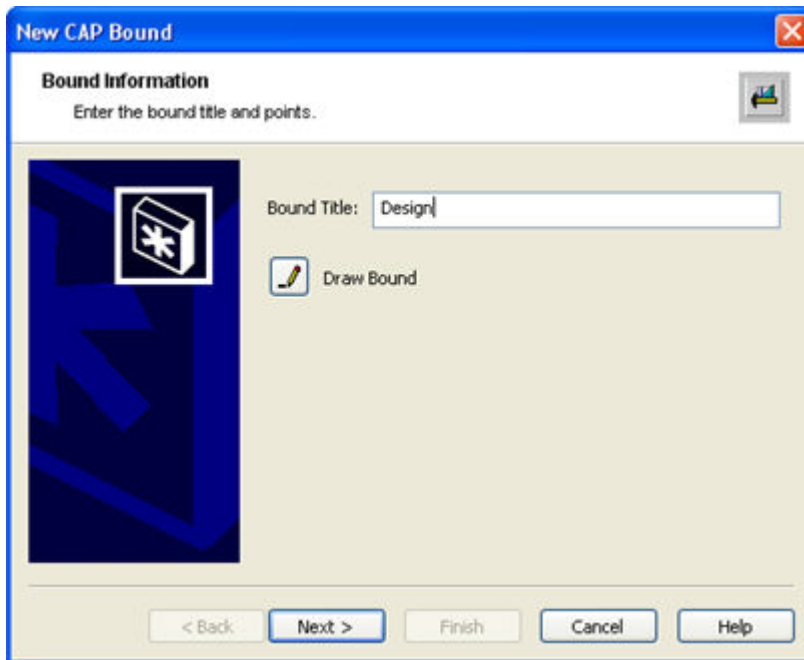 New CAP Bound
Bound Information
Enter the bound title and points.
Bound Title: Design
Draw Bound
< Back Next > Finish Cancel Help